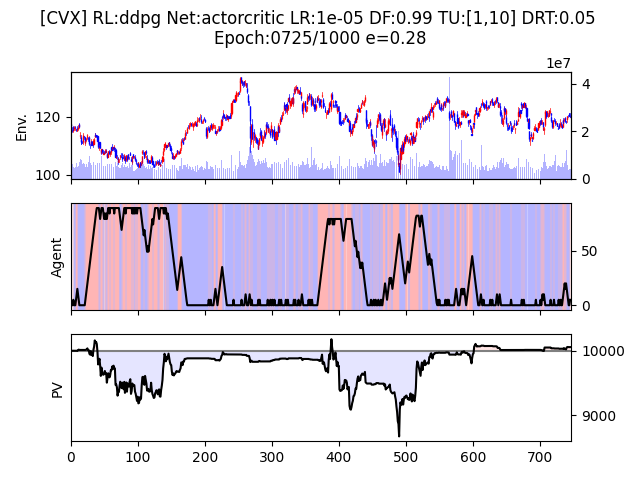 [CVX] RL:ddpg Net:actorcritic LR:1e-05 DF:0.99 TU:[1,10] DRT:0.05
Epoch:0725/1000 e=0.28
1e7
Env.
120
100
4
2
0
Agent
50
0
PV
10000
9000
0 100 200 300 400 500 600 700